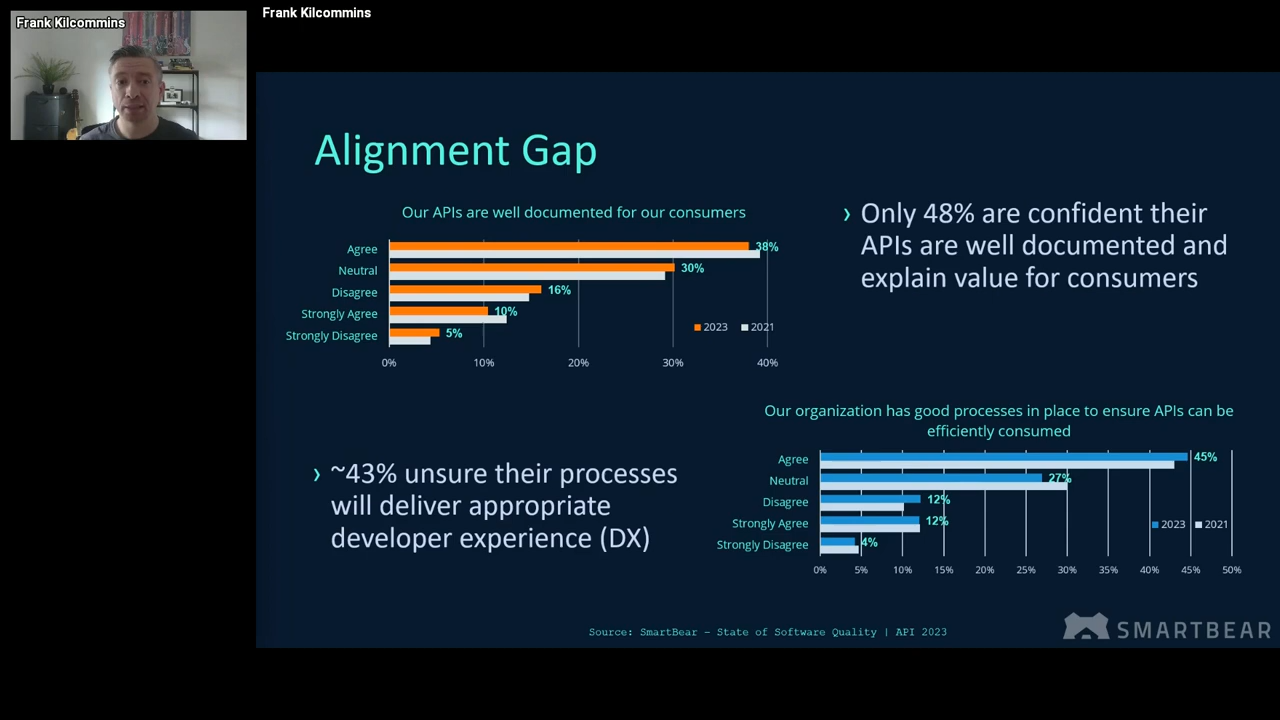 Frank Kilcommins
Frank Kilcommins
Alignment Gap
Our APIs are well documented for our consumers
Agree
38%
Neutral
30%
Disagree
16%
Strongly Agree
10%
Strongly Disagree
5%
2023
2021
0%
10%
20%
30%
40%
› Only 48% are confident their
APIs are well documented and
explain value for consumers
› ~43% unsure their processes
will deliver appropriate
developer experience (DX)
Our organization has good processes in place to ensure APIs can be
efficiently consumed
Agree
45%
Neutral
27%
Disagree
12%
Strongly Agree
12%
Strongly Disagree
4%
2023
2021
0%
5%
10%
15%
20%
25%
30%
35%
40%
45%
50%
Source: SmartBear – State of Software Quality | API 2023
SMARTBEAR